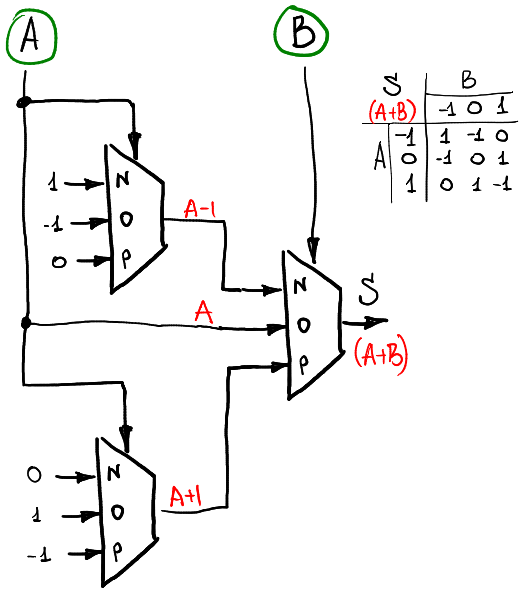 A
B
S B
(A+B) -1 0 1
-1 1 -1 0
A 0 -1 0 1
1 0 1 -1
1 N
-1 O
0 P
A-1
N
A O
P
S
(A+B)
0 N
1 O
-1 P
A+1